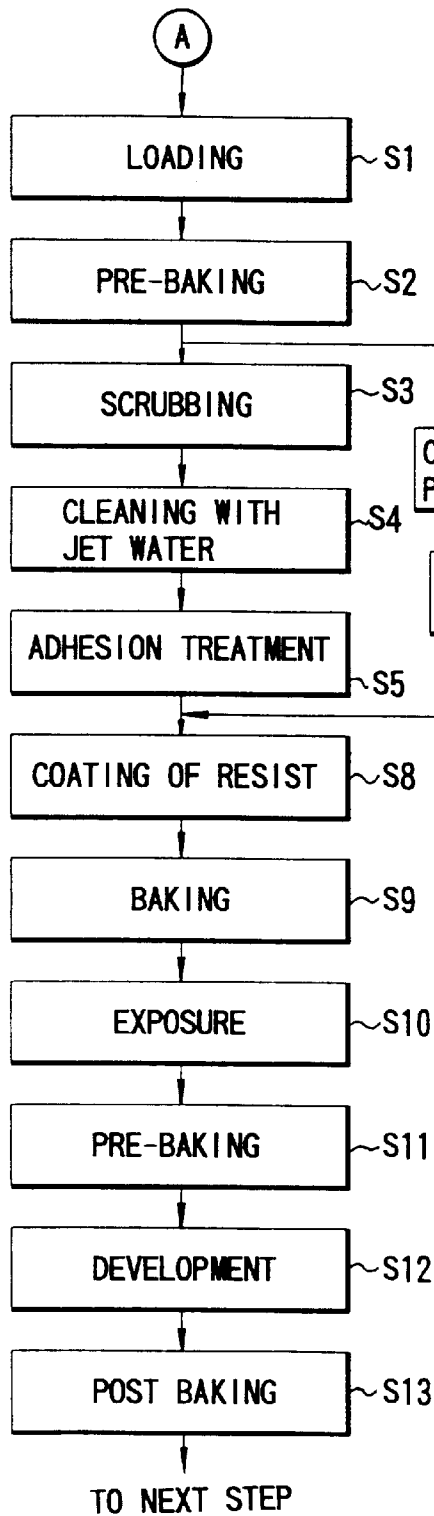 A
LOADING
S1
PRE-BAKING
S2
SCRUBBING
S3
CLEANING WITH
JET WATER
S4
ADHESION TREATMENT
S5
COATING OF RESIST
S8
BAKING
S9
EXPOSURE
S10
PRE-BAKING
S11
DEVELOPMENT
S12
POST BAKING
S13
TO NEXT STEP